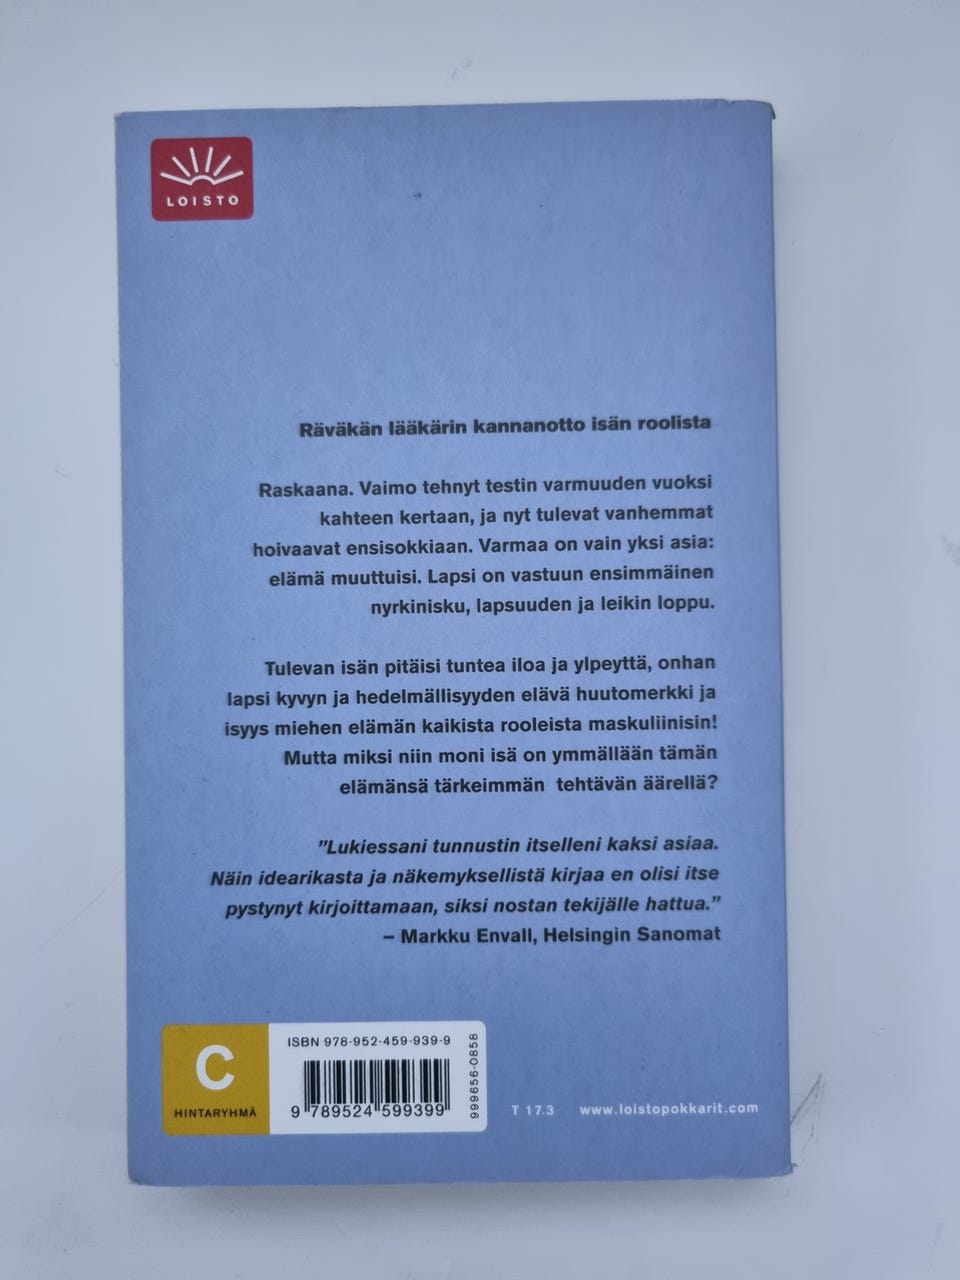 LOISTO
Räväkän lääkärin kannanotto isän roolista
Raskaana. Vaimo tehnyt testin varmuuden vuoksi
kahteen kertaan, ja nyt tulevat vanhemmat
hoivaavat ensisokkiaan. Varmaa on vain yksi asia:
elämä muuttuisi. Lapsi on vastuun ensimmäinen
nyrkinisku, lapsuuden ja leikin loppu.
Tulevan isän pitäisi tuntea iloa ja ylpeyttä, onhan
lapsi kyvyn ja hedelmällisyyden elävä huutomerkki ja
isyys miehen elämän kaikista rooleista maskuliinisin!
Mutta miksi niin moni isä on ymmällään tämän
elämänsä tärkeimmän tehtävän äärellä?
"Lukiessani tunnustin itselleni kaksi asiaa.
Näin idearikasta ja näkemyksellistä kirjaa en olisi itse
pystynyt kirjoittamaan, siksi nostan tekijälle hattua."
– Markku Envall, Helsingin Sanomat
C
HINTARYHMÄ
ISBN 978-952-459-939-9
9 789524 599399
999656-0858
T 17.3 www.loistopokkarit.com